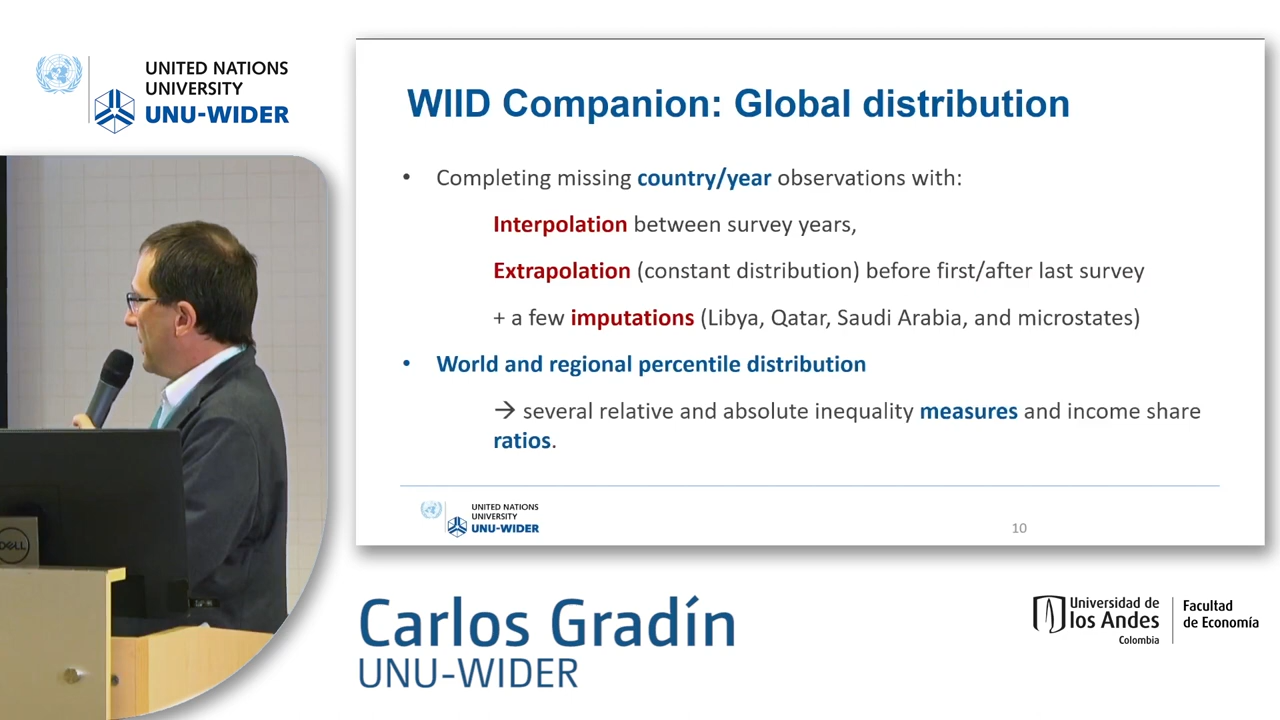 UNITED NATIONS
UNIVERSITY
UNU-WIDER
WIID Companion: Global distribution
• Completing missing country/year observations with:
Interpolation between survey years,
Extrapolation (constant distribution) before first/after last survey
+ a few imputations (Libya, Qatar, Saudi Arabia, and microstates)
• World and regional percentile distribution
→ several relative and absolute inequality measures and income share
ratios.
UNITED NATIONS
UNIVERSITY
UNU-WIDER
10
DELL
Carlos Gradín
UNU-WIDER
Universidad de
los Andes
Colombia
Facultad
de Economía